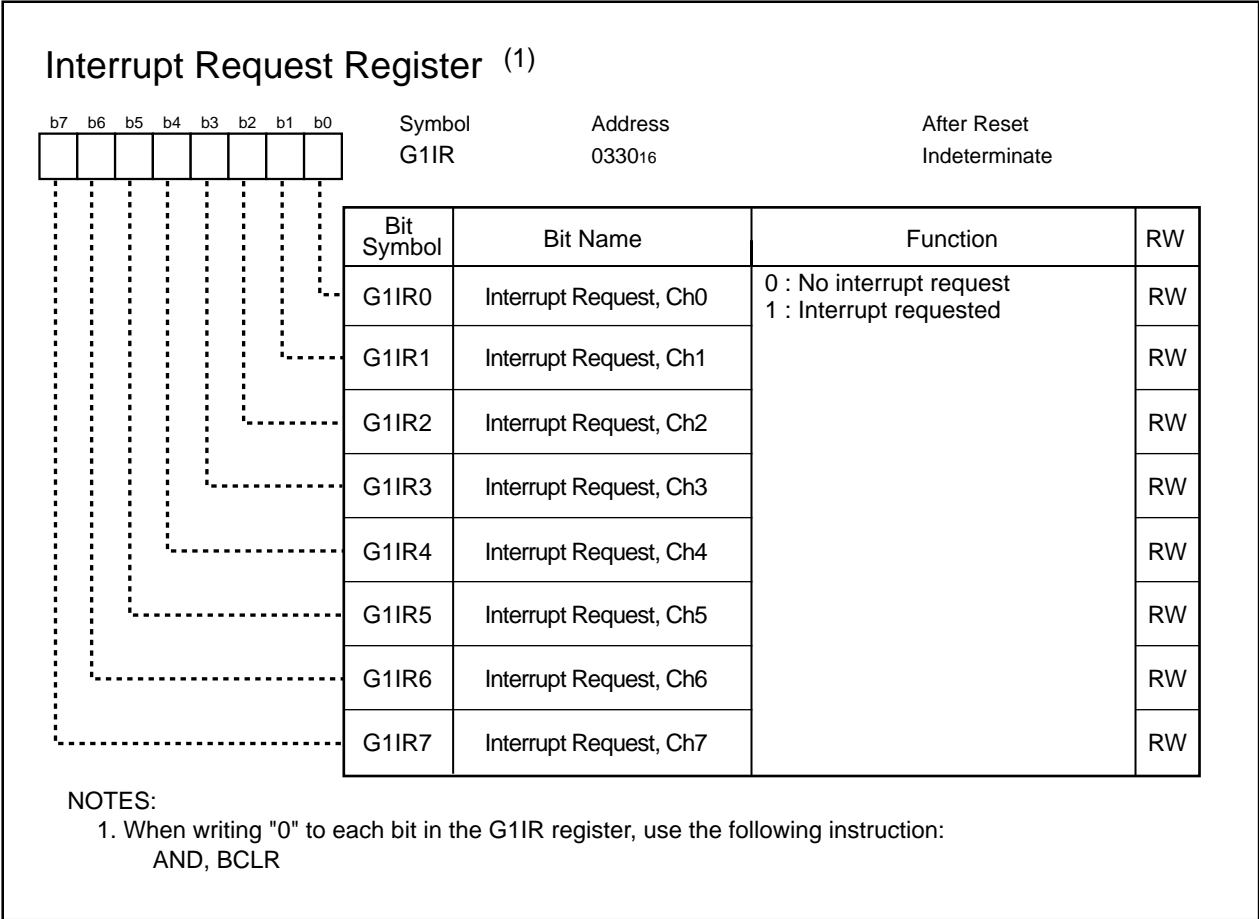 Interrupt Request Register (1)
b7 b6 b5 b4 b3 b2 b1 b0
Symbol Address After Reset
G1IR 033016 Indeterminate
Bit Symbol Bit Name Function RW
G1IR0 Interrupt Request, Ch0 0 : No interrupt request RW
1 : Interrupt requested
G1IR1 Interrupt Request, Ch1 RW
G1IR2 Interrupt Request, Ch2 RW
G1IR3 Interrupt Request, Ch3 RW
G1IR4 Interrupt Request, Ch4 RW
G1IR5 Interrupt Request, Ch5 RW
G1IR6 Interrupt Request, Ch6 RW
G1IR7 Interrupt Request, Ch7 RW
NOTES:
1. When writing "0" to each bit in the G1IR register, use the following instruction:
AND, BCLR